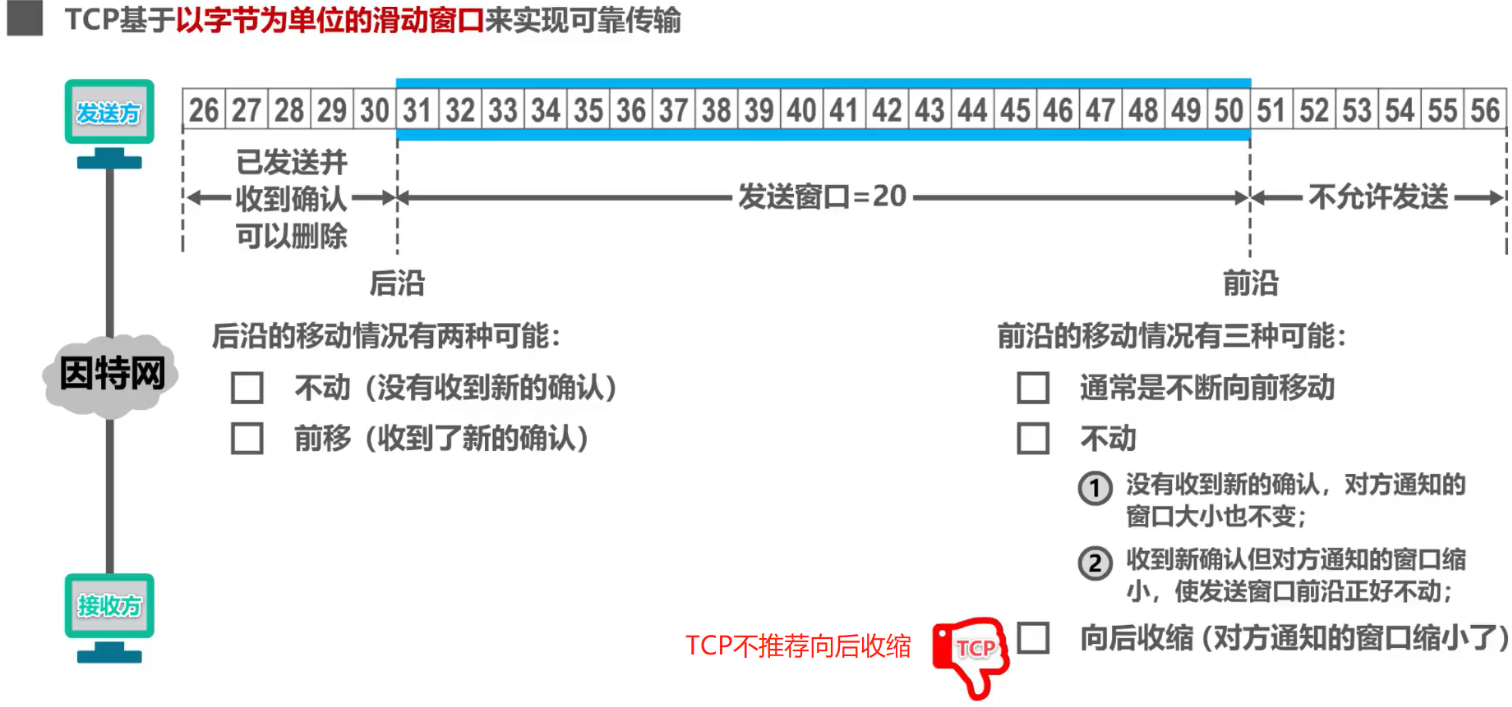 TCP基于以字节为单位的滑动窗口来实现可靠传输
发送方
26 27 28 29 30 31 32 33 34 35 36 37 38 39 40 41 42 43 44 45 46 47 48 49 50 51 52 53 54 55 56
已发送并
收到确认
可以删除
发送窗口=20
不允许发送
后沿
前沿
后沿的移动情况有两种可能：
不动（没有收到新的确认）
前移（收到了新的确认）
前沿的移动情况有三种可能：
通常是不断向前移动
不动
1 没有收到新的确认，对方通知的
窗口大小也不变；
2 收到新确认但对方通知的窗口缩
小，使发送窗口前沿正好不动；
向后收缩 (对方通知的窗口缩小了)
TCP不推荐向后收缩
TCP
因特网
接收方